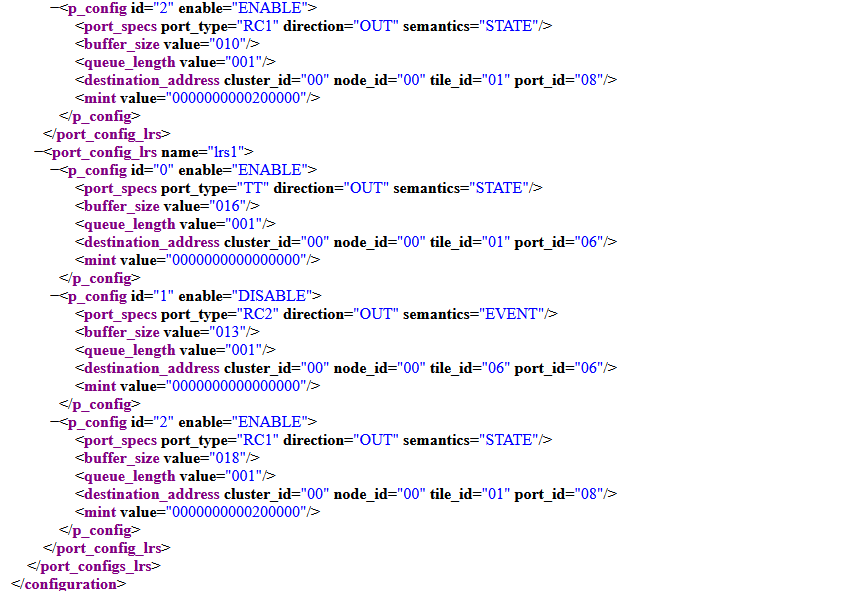 −<p_config id="2" enable="ENABLE">
<port_specs port_type="RC1" direction="OUT" semantics="STATE"/>
<buffer_size value="010"/>
<queue_length value="001"/>
<destination_address cluster_id="00" node_id="00" tile_id="01" port_id="08"/>
<mint value="0000000000200000"/>
</p_config>
</port_config_lrs>
−<port_config_lrs name="lrs1">
−<p_config id="0" enable="ENABLE">
<port_specs port_type="TT" direction="OUT" semantics="STATE"/>
<buffer_size value="016"/>
<queue_length value="001"/>
<destination_address cluster_id="00" node_id="00" tile_id="01" port_id="06"/>
<mint value="0000000000000000"/>
</p_config>
−<p_config id="1" enable="DISABLE">
<port_specs port_type="RC2" direction="OUT" semantics="EVENT"/>
<buffer_size value="013"/>
<queue_length value="001"/>
<destination_address cluster_id="00" node_id="00" tile_id="06" port_id="06"/>
<mint value="0000000000000000"/>
</p_config>
−<p_config id="2" enable="ENABLE">
<port_specs port_type="RC1" direction="OUT" semantics="STATE"/>
<buffer_size value="018"/>
<queue_length value="001"/>
<destination_address cluster_id="00" node_id="00" tile_id="01" port_id="08"/>
<mint value="0000000000200000"/>
</p_config>
</port_config_lrs>
</port_configs_lrs>
</configuration>